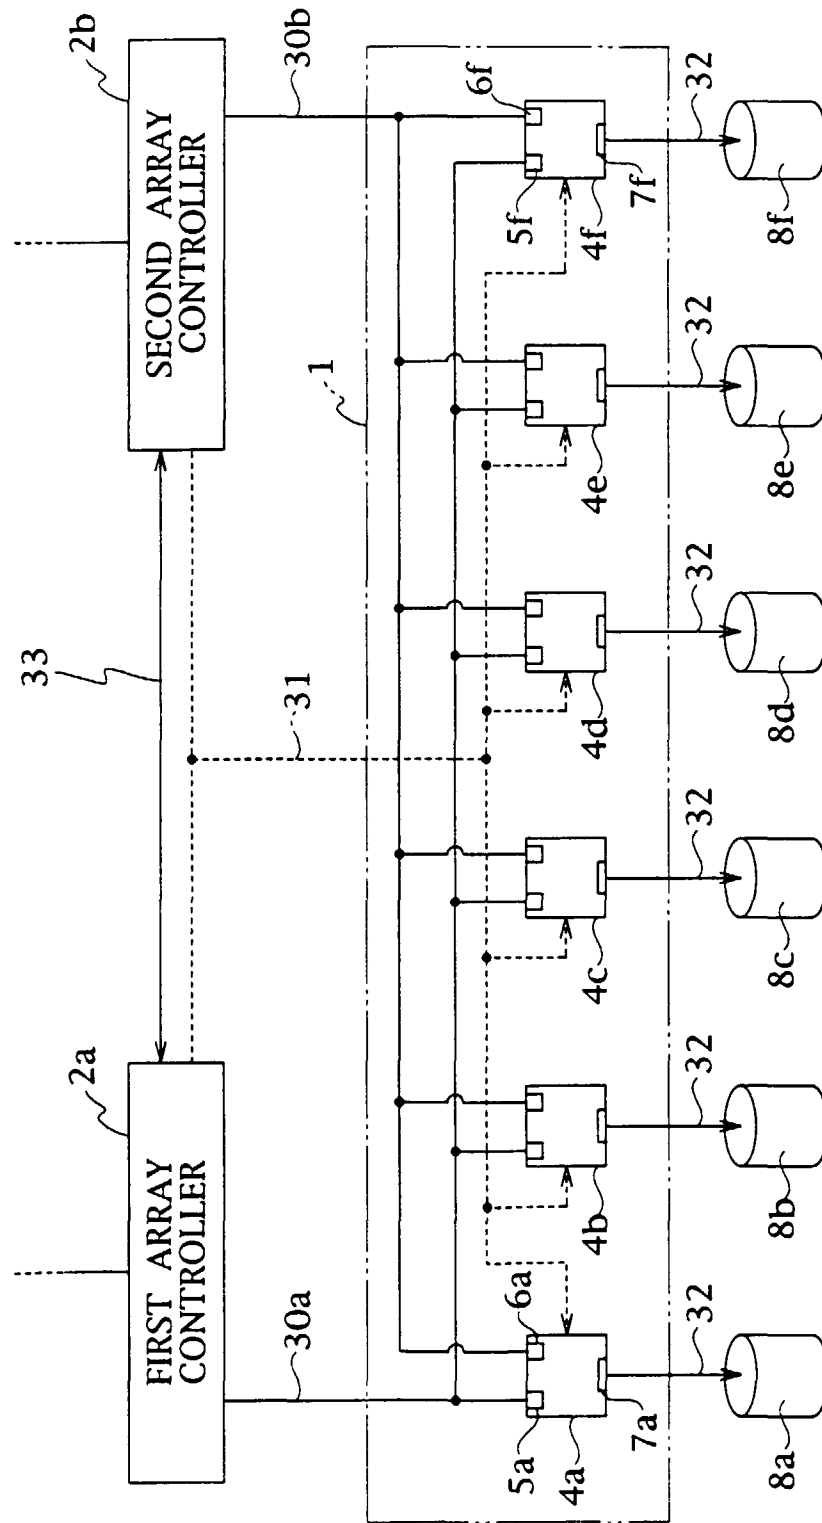 FIRST ARRAY
CONTROLLER
2a
33
SECOND ARRAY
CONTROLLER
2b
30a
31
1
30b
5a
6a
4a
7a
4b
4c
4d
4e
5f
6f
4f
7f
32
32
32
32
32
32
8a
8b
8c
8d
8e
8f